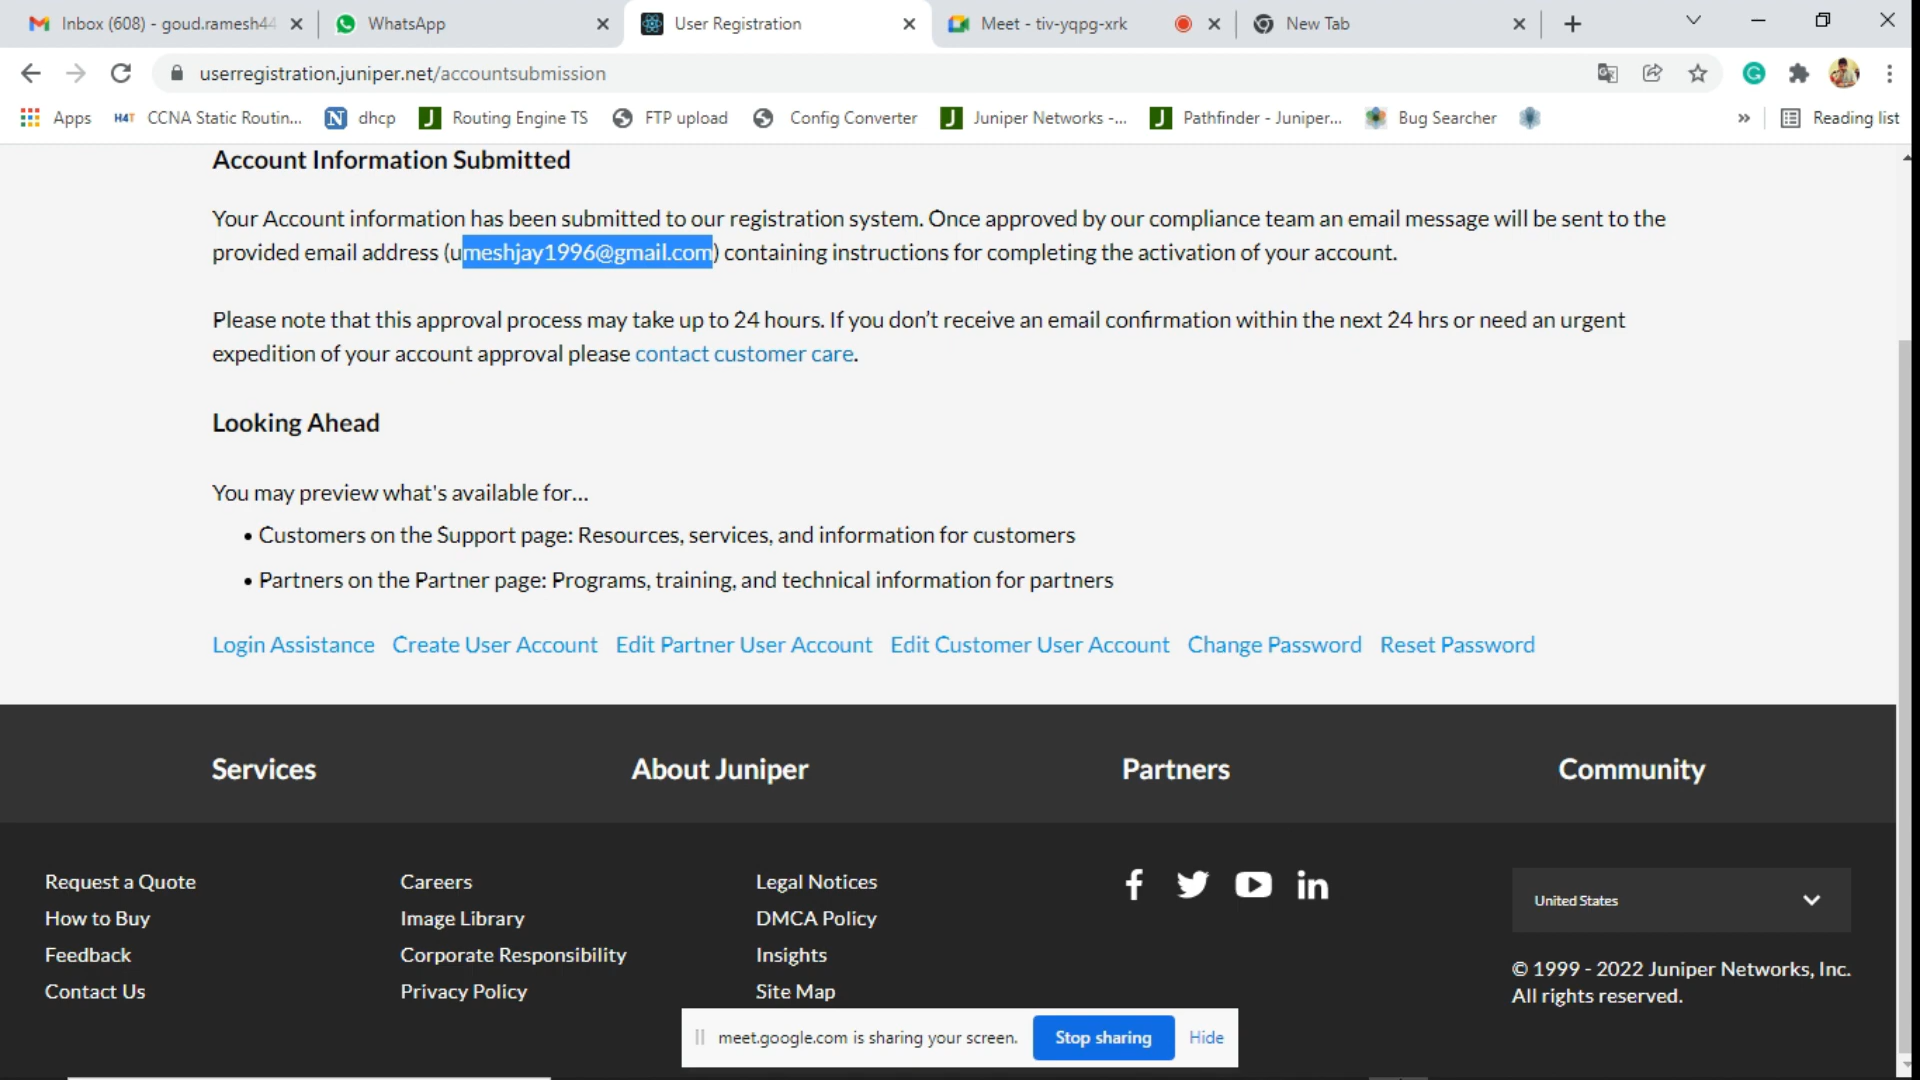 Inbox (608) - goud.ramesh44
WhatsApp
User Registration
Meet - tiv-yqpg-xrk
New Tab
userregistration.juniper.net/accountsubmission
Apps
H4T CCNA Static Routin...
N dhcp
J Routing Engine TS
FTP upload
Config Converter
J Juniper Networks -...
J Pathfinder - Juniper...
Bug Searcher
»
Reading list
Account Information Submitted
Your Account information has been submitted to our registration system. Once approved by our compliance team an email message will be sent to the
provided email address (umeshjay1996@gmail.com) containing instructions for completing the activation of your account.
Please note that this approval process may take up to 24 hours. If you don’t receive an email confirmation within the next 24 hrs or need an urgent
expedition of your account approval please contact customer care.
Looking Ahead
You may preview what's available for...
• Customers on the Support page: Resources, services, and information for customers
• Partners on the Partner page: Programs, training, and technical information for partners
Login Assistance Create User Account Edit Partner User Account Edit Customer User Account Change Password Reset Password
Services
About Juniper
Partners
Community
Request a Quote
How to Buy
Feedback
Contact Us
Careers
Image Library
Corporate Responsibility
Privacy Policy
Legal Notices
DMCA Policy
Insights
Site Map
United States
© 1999 - 2022 Juniper Networks, Inc.
All rights reserved.
meet.google.com is sharing your screen.
Stop sharing
Hide